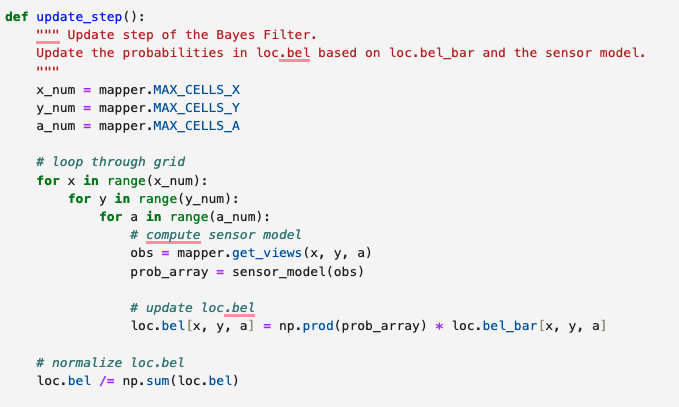 def update_step():
    """ Update step of the Bayes Filter.
    Update the probabilities in loc.bel based on loc.bel_bar and the sensor model.
    """
    x_num = mapper.MAX_CELLS_X
    y_num = mapper.MAX_CELLS_Y
    a_num = mapper.MAX_CELLS_A

    # loop through grid
    for x in range(x_num):
        for y in range(y_num):
            for a in range(a_num):
                # compute sensor model
                obs = mapper.get_views(x, y, a)
                prob_array = sensor_model(obs)

                # update loc.bel
                loc.bel[x, y, a] = np.prod(prob_array) * loc.bel_bar[x, y, a]

    # normalize loc.bel
    loc.bel /= np.sum(loc.bel)